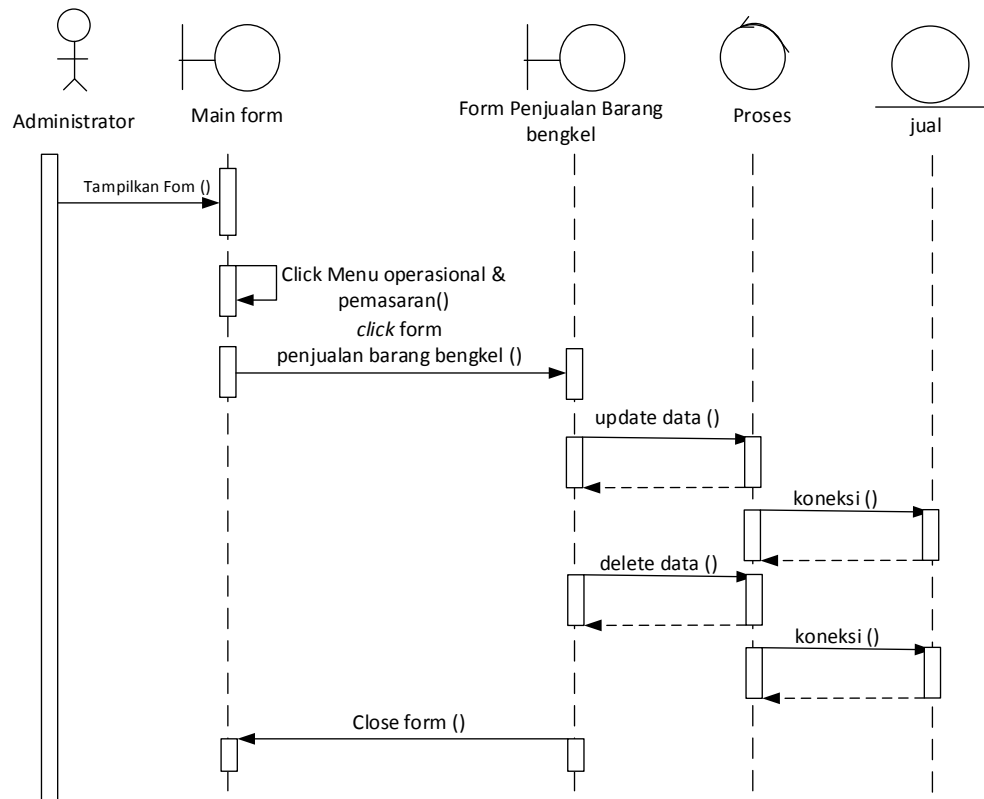 Administrator
Main form
Form Penjualan Barang
bengkel
Proses
jual
Tampilkan Fom ()
Click Menu operasional &
pemasaran()
click form
penjualan barang bengkel ()
update data ()
koneksi ()
delete data ()
koneksi ()
Close form ()